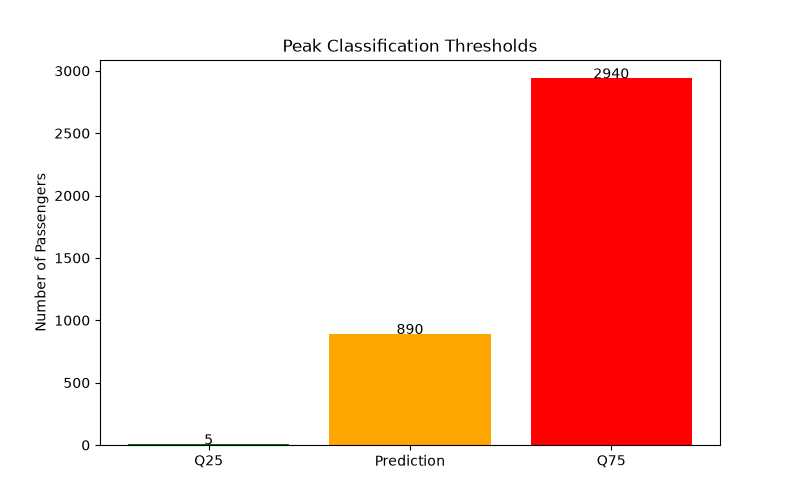 Peak Classification Thresholds
Number of Passengers
3000
2500
2000
1500
1000
500
0
5
890
2940
Q25
Prediction
Q75